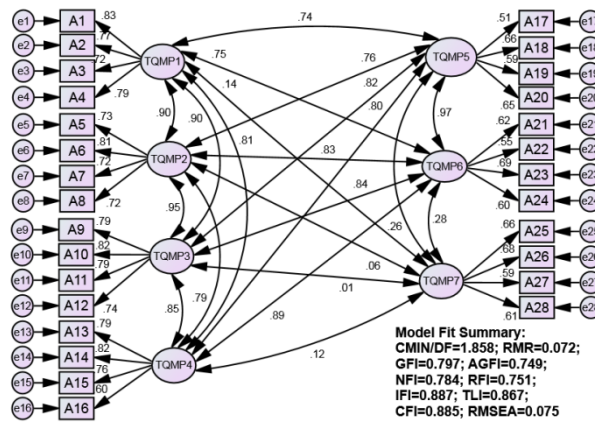 e1 A1 .83
e2 A2 .77
e3 A3 .72
e4 A4 .79
TQMP1
e5 A5 .73
e6 A6 .81
e7 A7 .72
e8 A8 .72
TQMP2
e9 A9 .79
e10 A10 .82
e11 A11 .79
e12 A12 .74
TQMP3
e13 A13 .79
e14 A14 .82
e15 A15 .76
e16 A16 .60
TQMP4
.74
.75
.14
.76
.82
.80
.90
.90
.81
.83
.84
.95
.97
.26
.28
.06
.01
.79
.85
.89
.12
TQMP5
.51 A17
.66 A18
.59 A19
.65 A20 e20
TQMP6
.62 A21 e21
.55 A22
.69 A23
.60 A24
TQMP7
.66 A25
.68 A26
.59 A27
.61 A28
Model Fit Summary:
CMIN/DF=1.858; RMR=0.072;
GFI=0.797; AGFI=0.749;
NFI=0.784; RFI=0.751;
IFI=0.887; TLI=0.867;
CFI=0.885; RMSEA=0.075